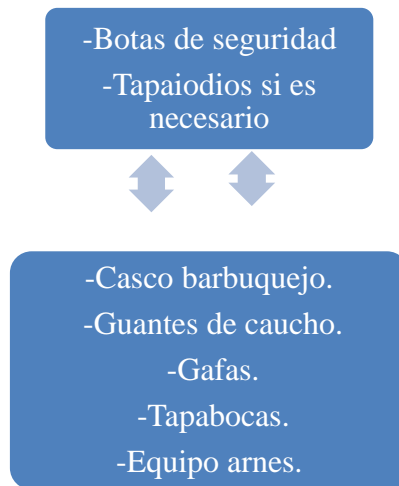 -Botas de seguridad
-Tapaiodios si es
necesario
-Casco barbuquejo.
-Guantes de caucho.
-Gafas.
-Tapabocas.
-Equipo arnes.